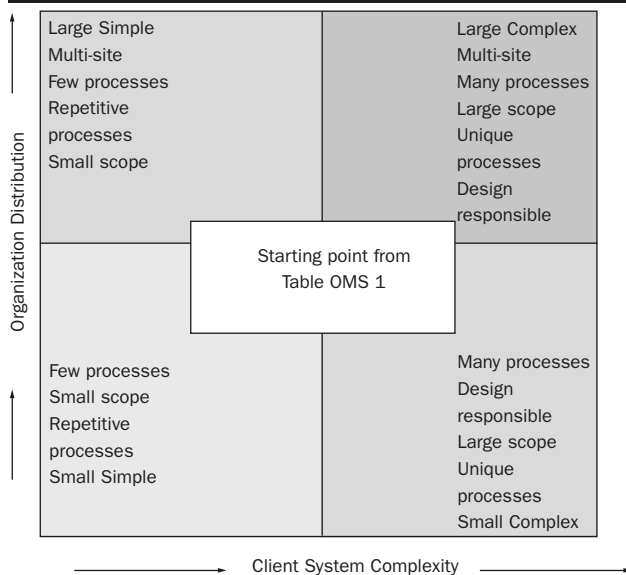 Large Simple
Multi-site
Few processes
Repetitive
processes
Small scope
Large Complex
Multi-site
Many processes
Large scope
Unique
processes
Design
responsible
Organization Distribution
Starting point from
Table OMS 1
Few processes
Small scope
Repetitive
processes
Small Simple
Many processes
Design
responsible
Large scope
Unique
processes
Small Complex
Client System Complexity